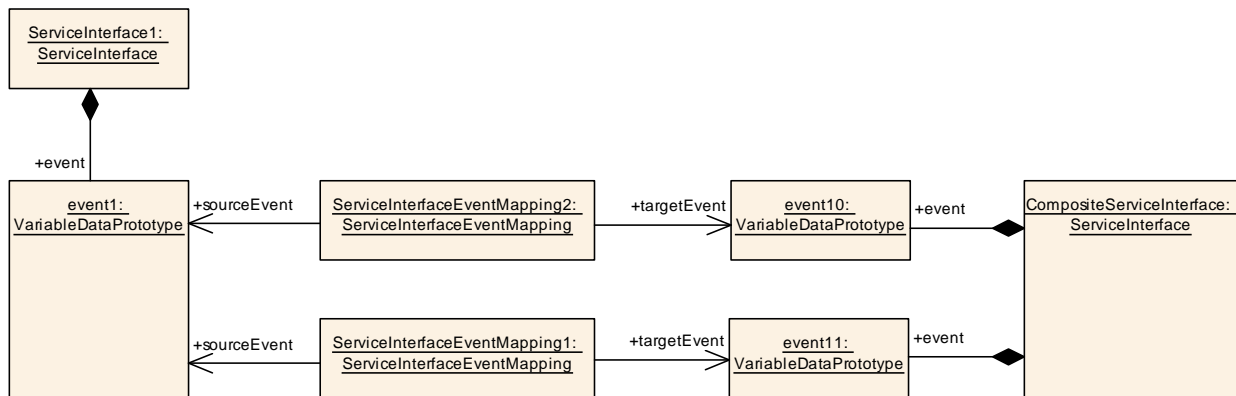 ServiceInterface1:
ServiceInterface
+event
event1:
VariableDataPrototype
+sourceEvent
ServiceInterfaceEventMapping2:
ServiceInterfaceEventMapping
+targetEvent
event10:
VariableDataPrototype
+event
CompositeServiceInterface:
ServiceInterface
+sourceEvent
ServiceInterfaceEventMapping1:
ServiceInterfaceEventMapping
+targetEvent
event11:
VariableDataPrototype
+event